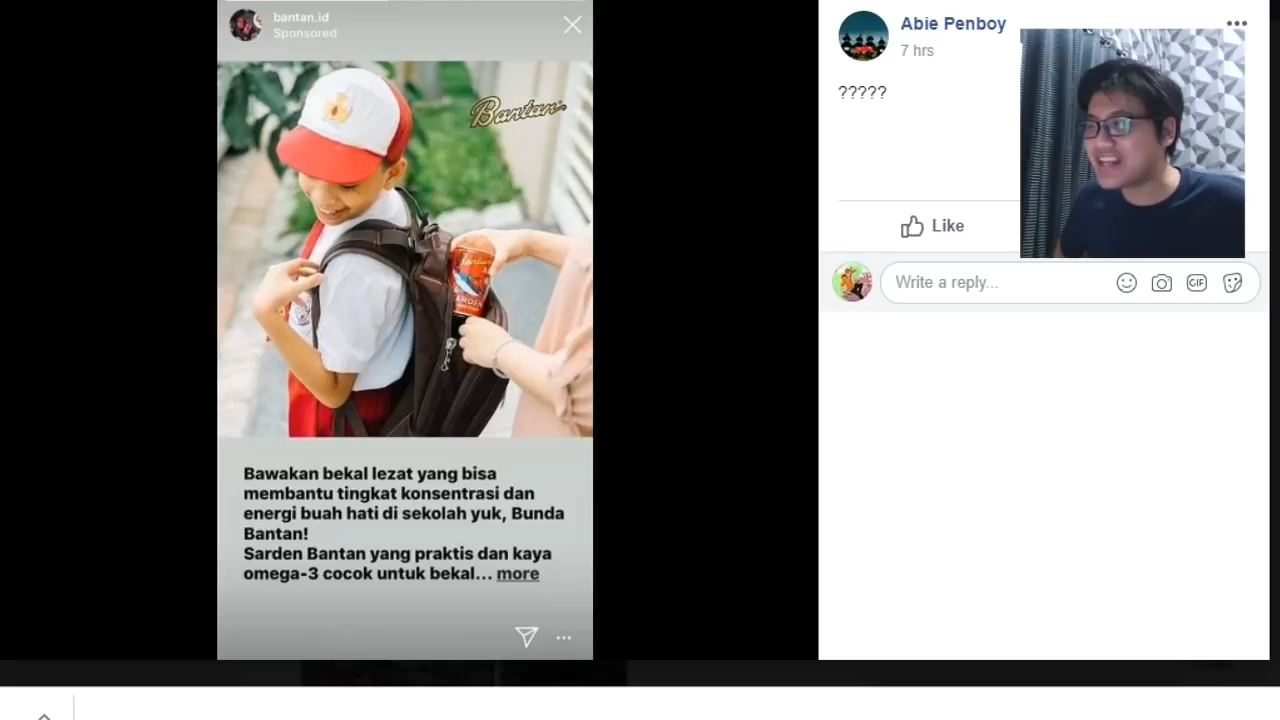 bantan.id
Sponsored
Bantan
Bantan
Bawakan bekal lezat yang bisa
membantu tingkat konsentrasi dan
energi buah hati di sekolah yuk, Bunda
Bantan!
Sarden Bantan yang praktis dan kaya
omega-3 cocok untuk bekal... more
Abie Penboy
7 hrs
?????
Like
Write a reply...
GIF